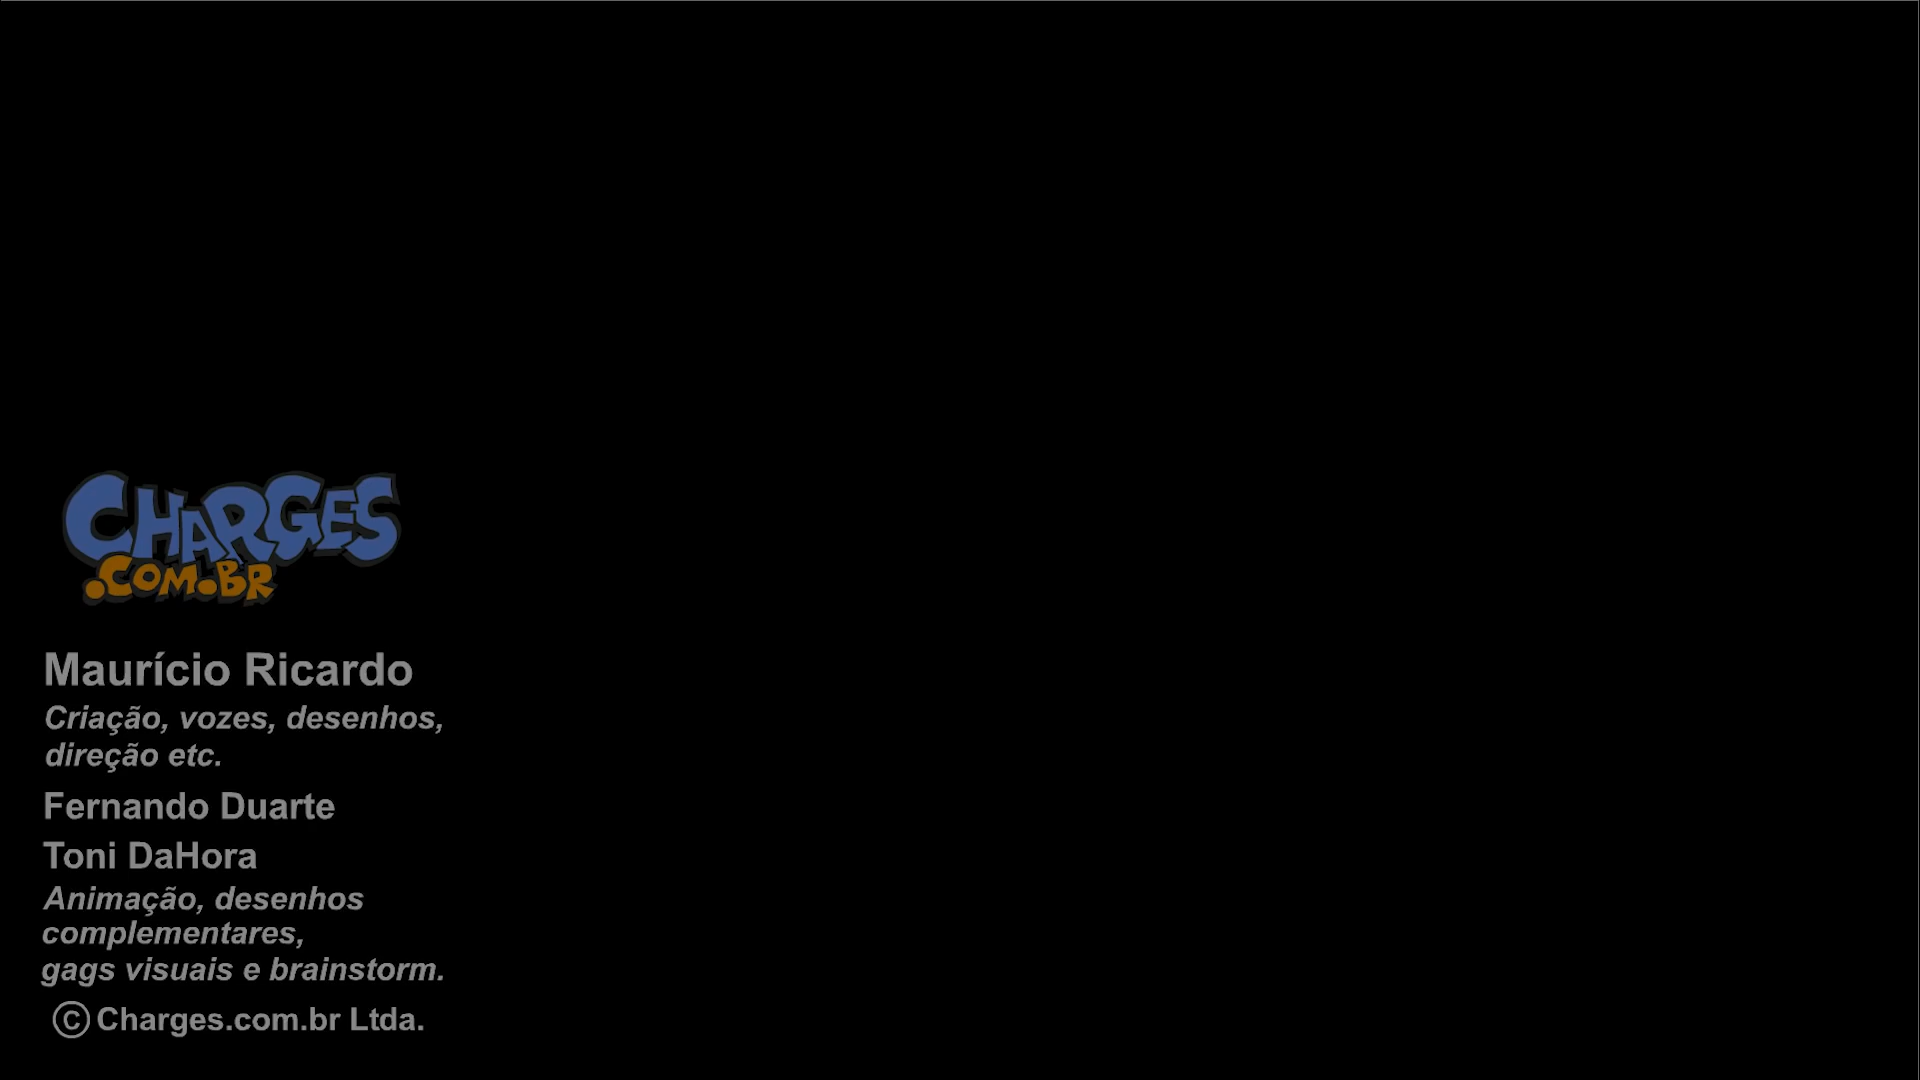 CHARGES
.COM.BR
Maurício Ricardo
Criação, vozes, desenhos,
direção etc.
Fernando Duarte
Toni DaHora
Animação, desenhos
complementares,
gags visuais e brainstorm.
© Charges.com.br Ltda.